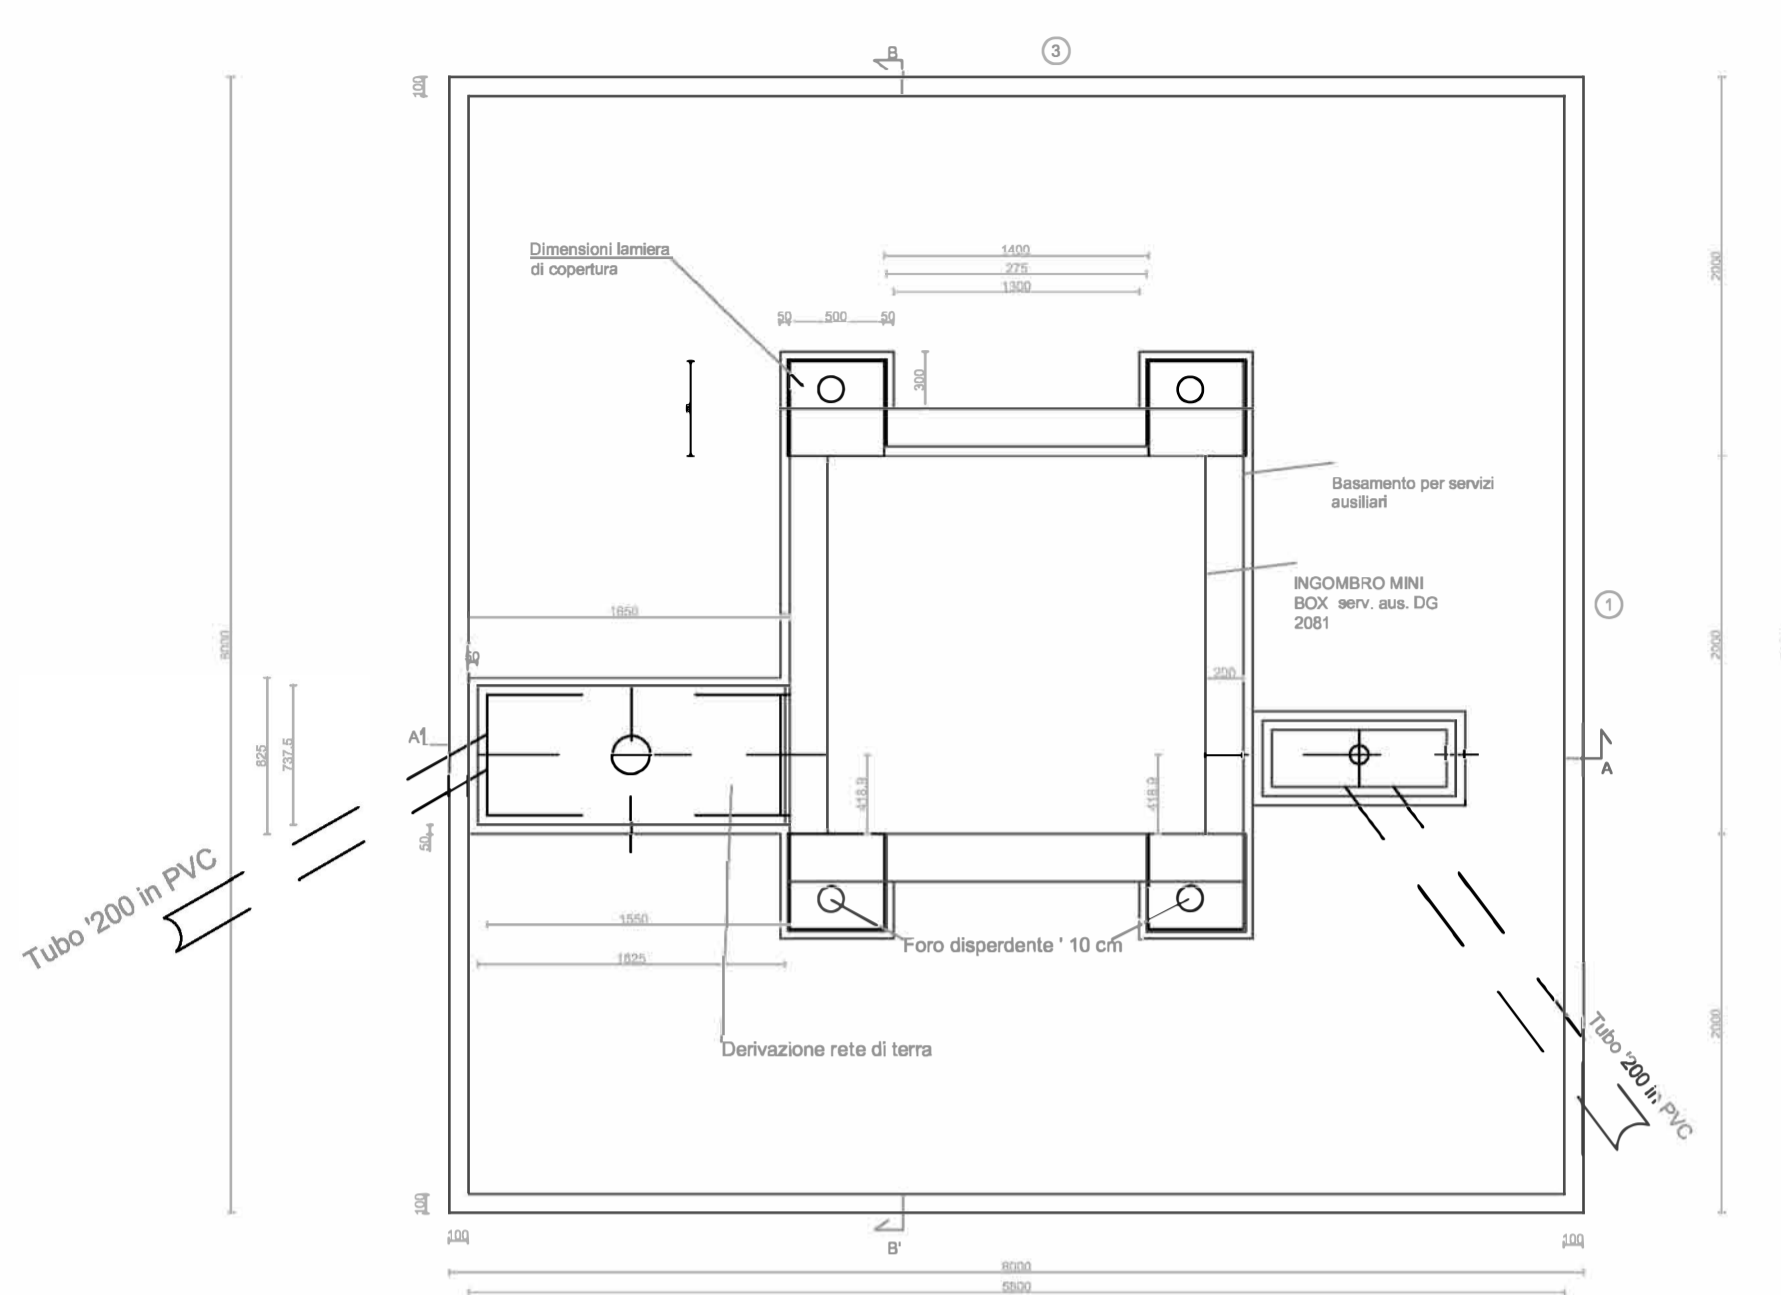 B
3
100
Dimensioni lamiera
di copertura
1400
275
1300
50 500 50
300
2000
Basamento per servizi
ausiliari
INGOMBRO MINI
BOX serv. aus. DG
2081
1
1650
50
200
2000
825
737.5
A'
418.9
418.9
A
50
Tubo '200 in PVC
1550
1625
Foro disperdente ' 10 cm
Derivazione rete di terra
2000
Tubo '200 in PVC
100
100
B'
100
5800